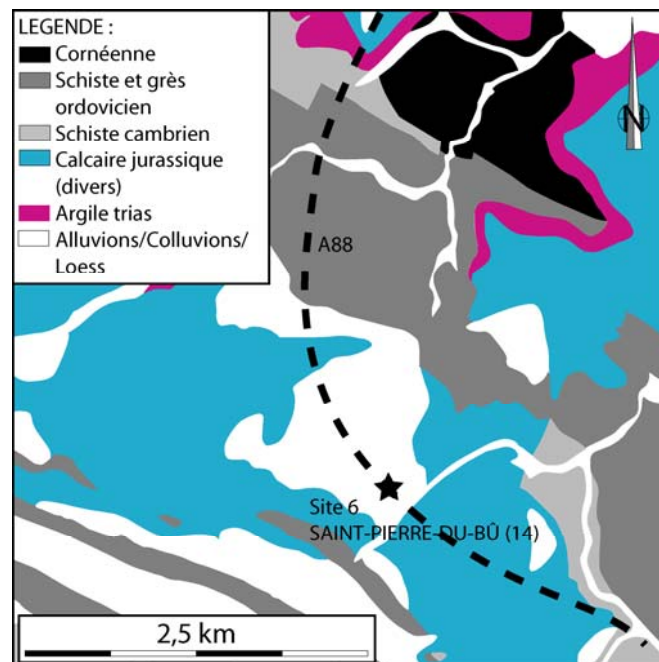 LEGENDE :
Cornéenne
Schiste et grès
ordovicien
Schiste cambrien
Calcaire jurassique
(divers)
Argile trias
Alluvions/Colluvions/
Loess
N
A88
Site 6
SAINT-PIERRE-DU-BÛ (14)
2,5 km